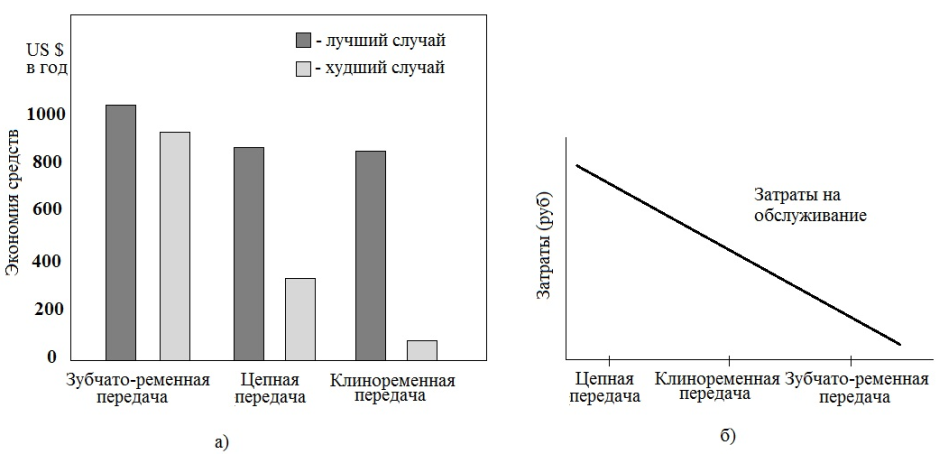 US $
в год
- лучший случай
- худший случай
1000
800
600
400
200
0
Экономия средств
Зубчато-ременная
передача
Цепная
передача
Клиноременная
передача
а)
Затраты (руб)
Затраты на
обслуживание
Цепная
передача
Клиноременная
передача
Зубчато-ременная
передача
б)